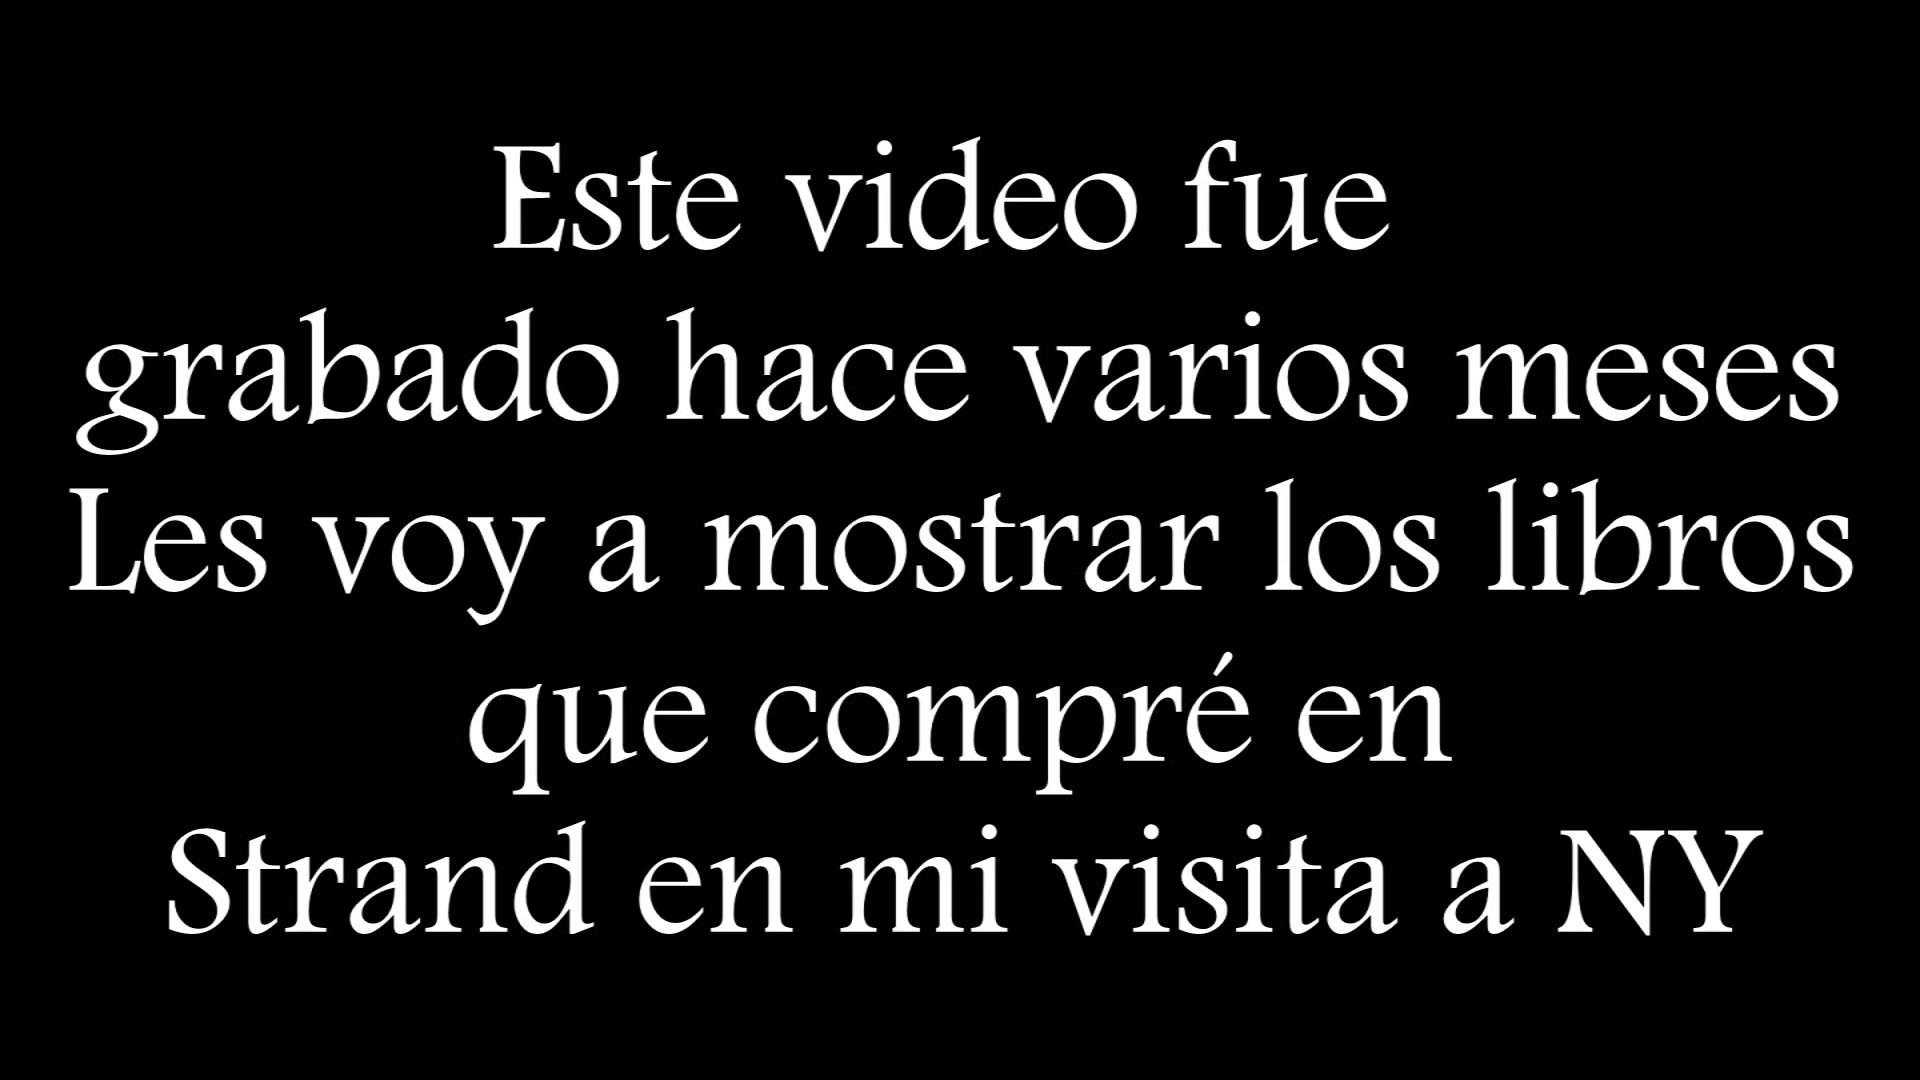 Este video fue
grabado hace varios meses
Les voy a mostrar los libros
que compré en
Strand en mi visita a NY